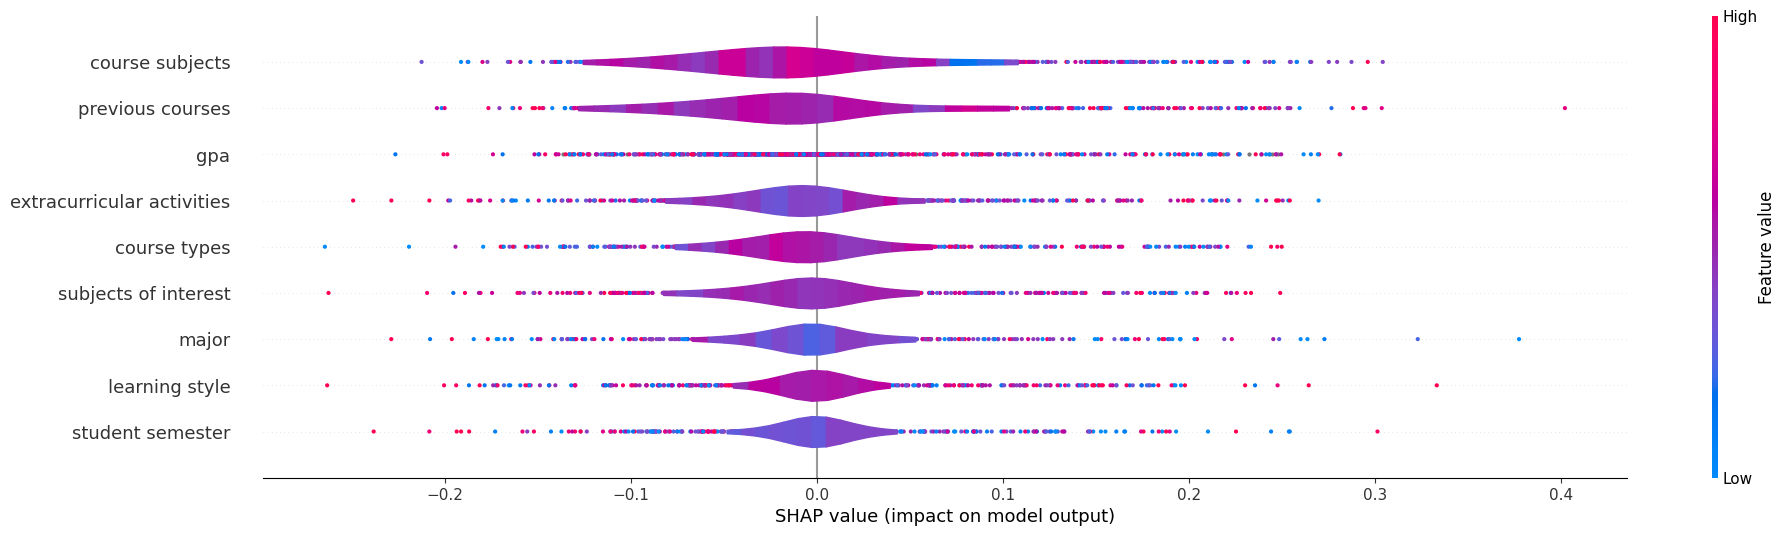 course subjects
previous courses
gpa
extracurricular activities
course types
subjects of interest
major
learning style
student semester
−0.2 −0.1 0.0 0.1 0.2 0.3 0.4
SHAP value (impact on model output)
High
Feature value
Low